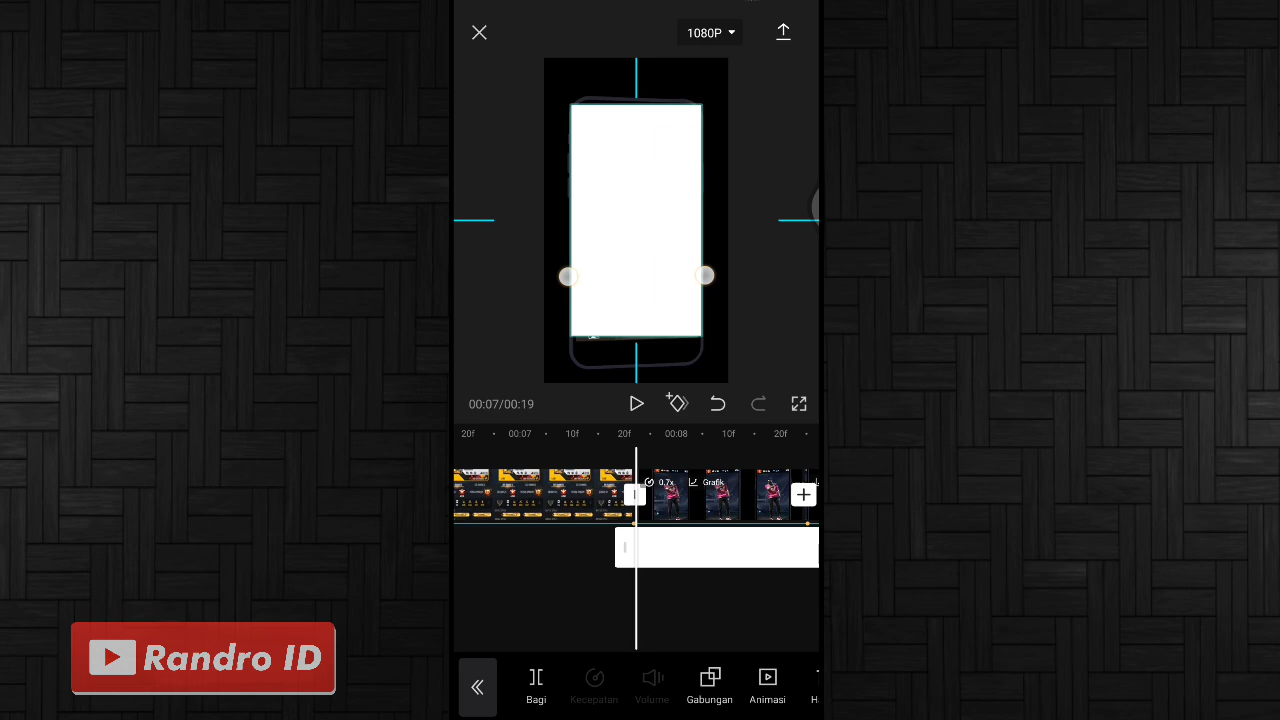 1080P
00:07/00:19
20f 00:07 10f 20f 00:08 10f 20f
0.7x Grafik
Bagi Kecepatan Volume Gabungan Animasi
Randro ID